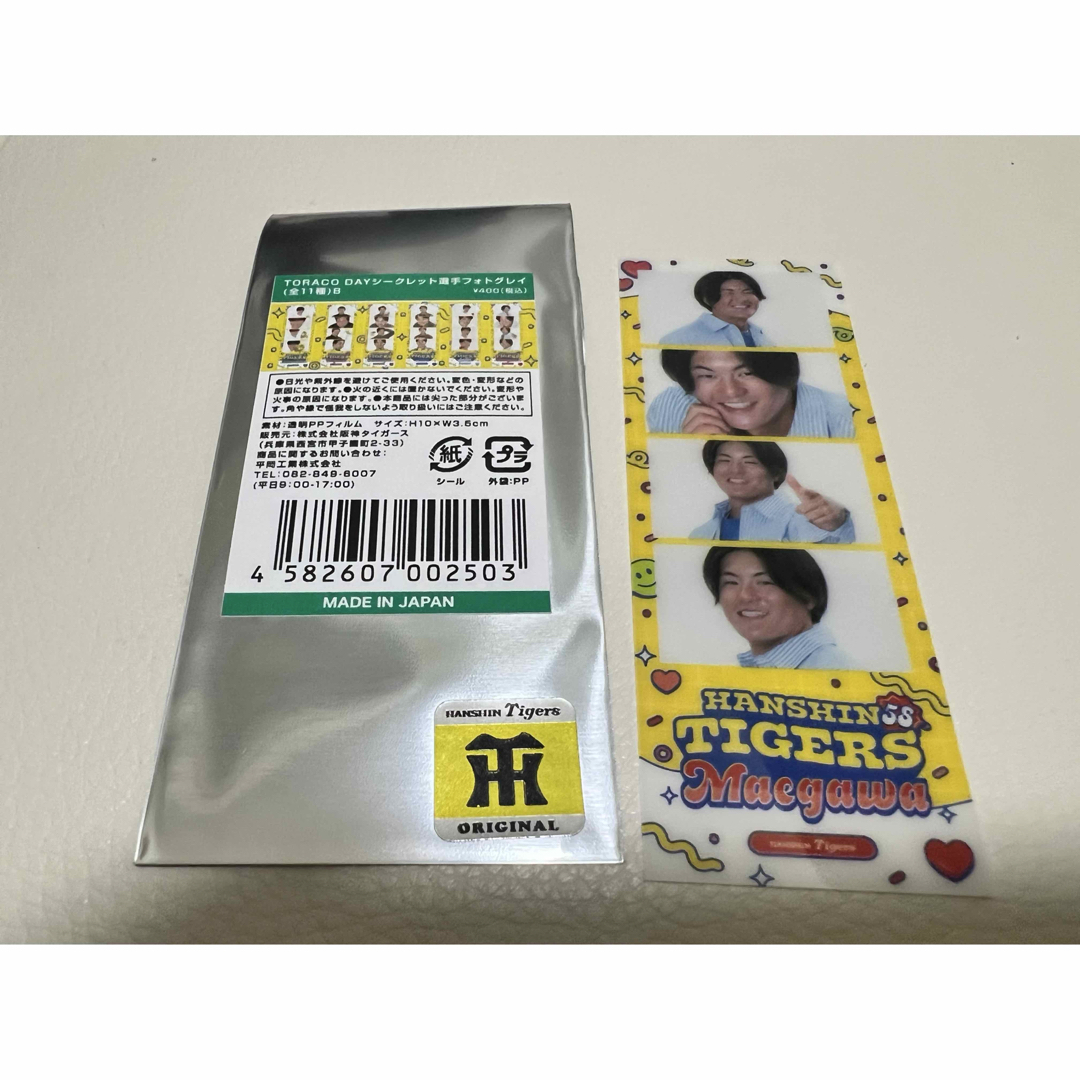 TORACO DAYシークレット選手フォトグレイ
(全11種)B ¥400(税込)
●日光や紫外線を避けてご使用ください。変色・変形などの
原因になります。●火の近くには置かないでください。変形や
火事の原因になります。●本商品には尖った部分がございま
す。角や縁で怪我をしないよう取り扱いにはご注意ください。
素材:透明PPフィルム サイズ:H10×W3.5cm
販売元:株式会社阪神タイガース
(兵庫県西宮市甲子園町2-33)
商品に関するお問い合わせ:
平岡工業株式会社
TEL:082-849-6007
(平日9:00-17:00)
紙
シール
プラ
外袋:PP
4 582607 002503
MADE IN JAPAN
HANSHIN Tigers
TH
ORIGINAL
HANSHIN 58
TIGERS
Maegawa
HANSHIN Tigers